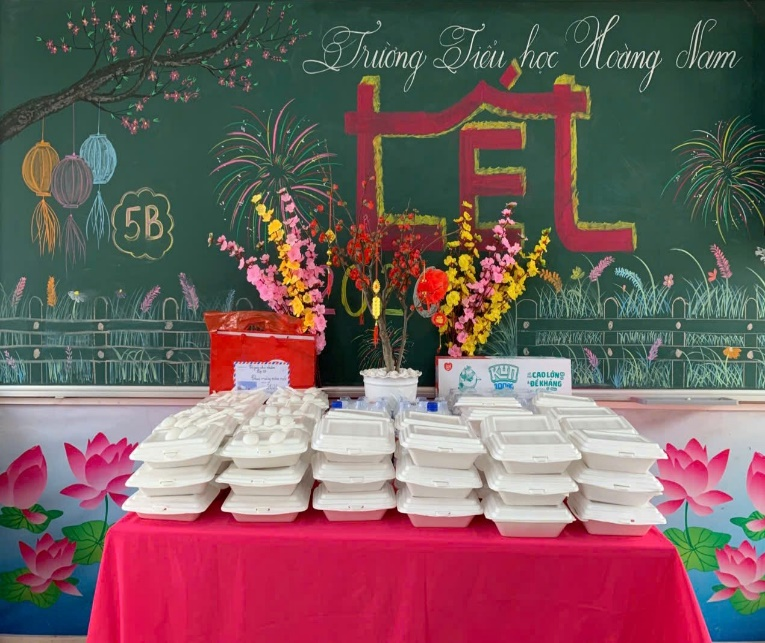 Trường Tiểu học Hoàng Nam
TẾT
5B
KUN
CAO LỚN
ĐỀ KHÁNG